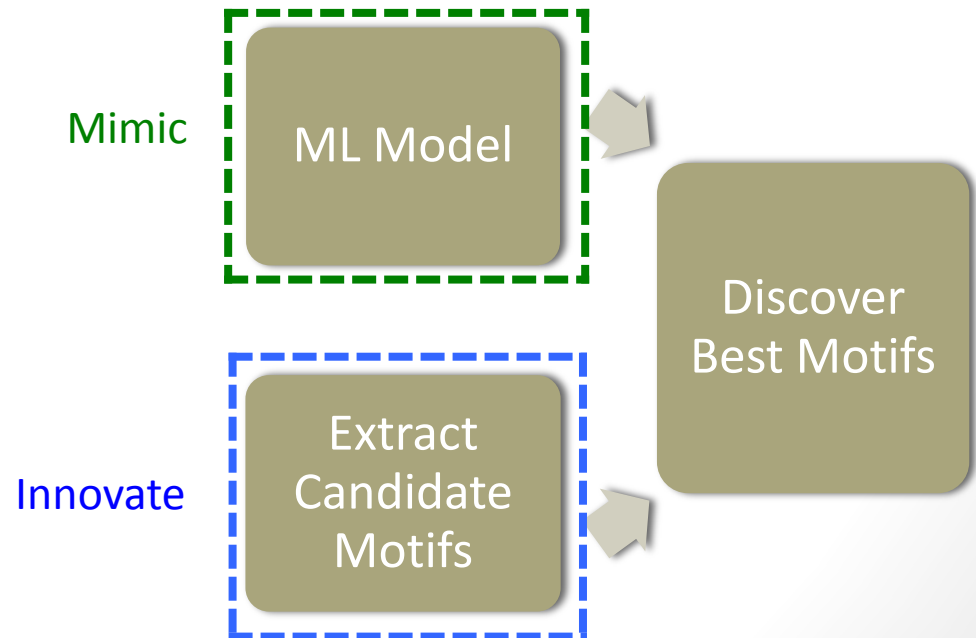 Mimic
ML Model
Discover
Best Motifs
Innovate
Extract
Candidate
Motifs